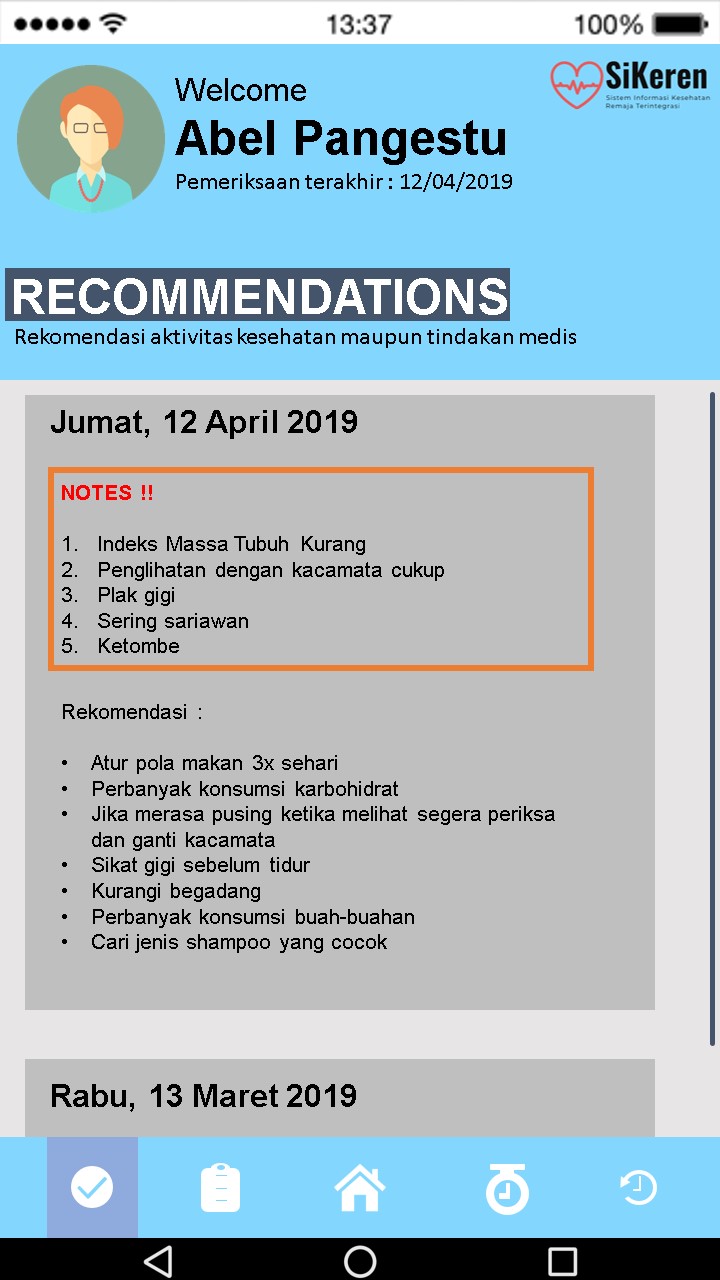 13:37
100%
Welcome
Abel Pangestu
Pemeriksaan terakhir : 12/04/2019
SiKeren
Sistem Informasi Kesehatan
Remaja Terintegrasi
RECOMMENDATIONS
Rekomendasi aktivitas kesehatan maupun tindakan medis
Jumat, 12 April 2019
NOTES !!
1. Indeks Massa Tubuh Kurang
2. Penglihatan dengan kacamata cukup
3. Plak gigi
4. Sering sariawan
5. Ketombe
Rekomendasi :
• Atur pola makan 3x sehari
• Perbanyak konsumsi karbohidrat
• Jika merasa pusing ketika melihat segera periksa
dan ganti kacamata
• Sikat gigi sebelum tidur
• Kurangi begadang
• Perbanyak konsumsi buah-buahan
• Cari jenis shampoo yang cocok
Rabu, 13 Maret 2019